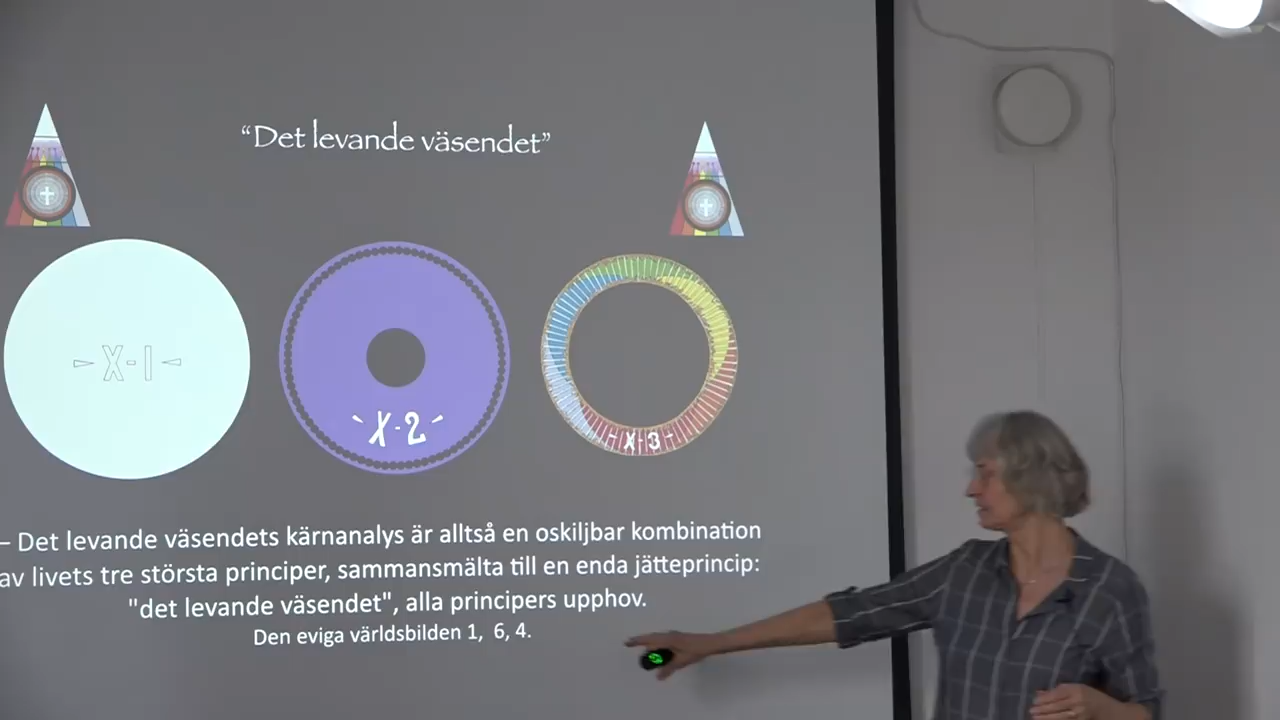 “Det levande väsendet”
X-1
X-2
X-3
– Det levande väsendets kärnanalys är alltså en oskiljbar kombination
av livets tre största principer, sammansmälta till en enda jätteprincip:
"det levande väsendet", alla principers upphov.
Den eviga världsbilden 1, 6, 4.